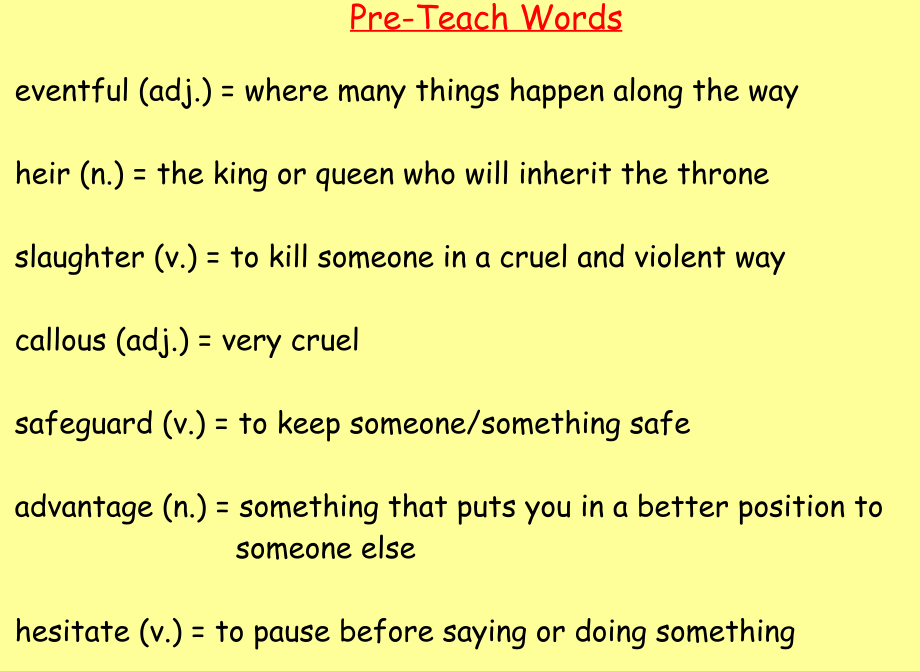 Pre-Teach Words
eventful (adj.) = where many things happen along the way
heir (n.) = the king or queen who will inherit the throne
slaughter (v.) = to kill someone in a cruel and violent way
callous (adj.) = very cruel
safeguard (v.) = to keep someone/something safe
advantage (n.) = something that puts you in a better position to
someone else
hesitate (v.) = to pause before saying or doing something